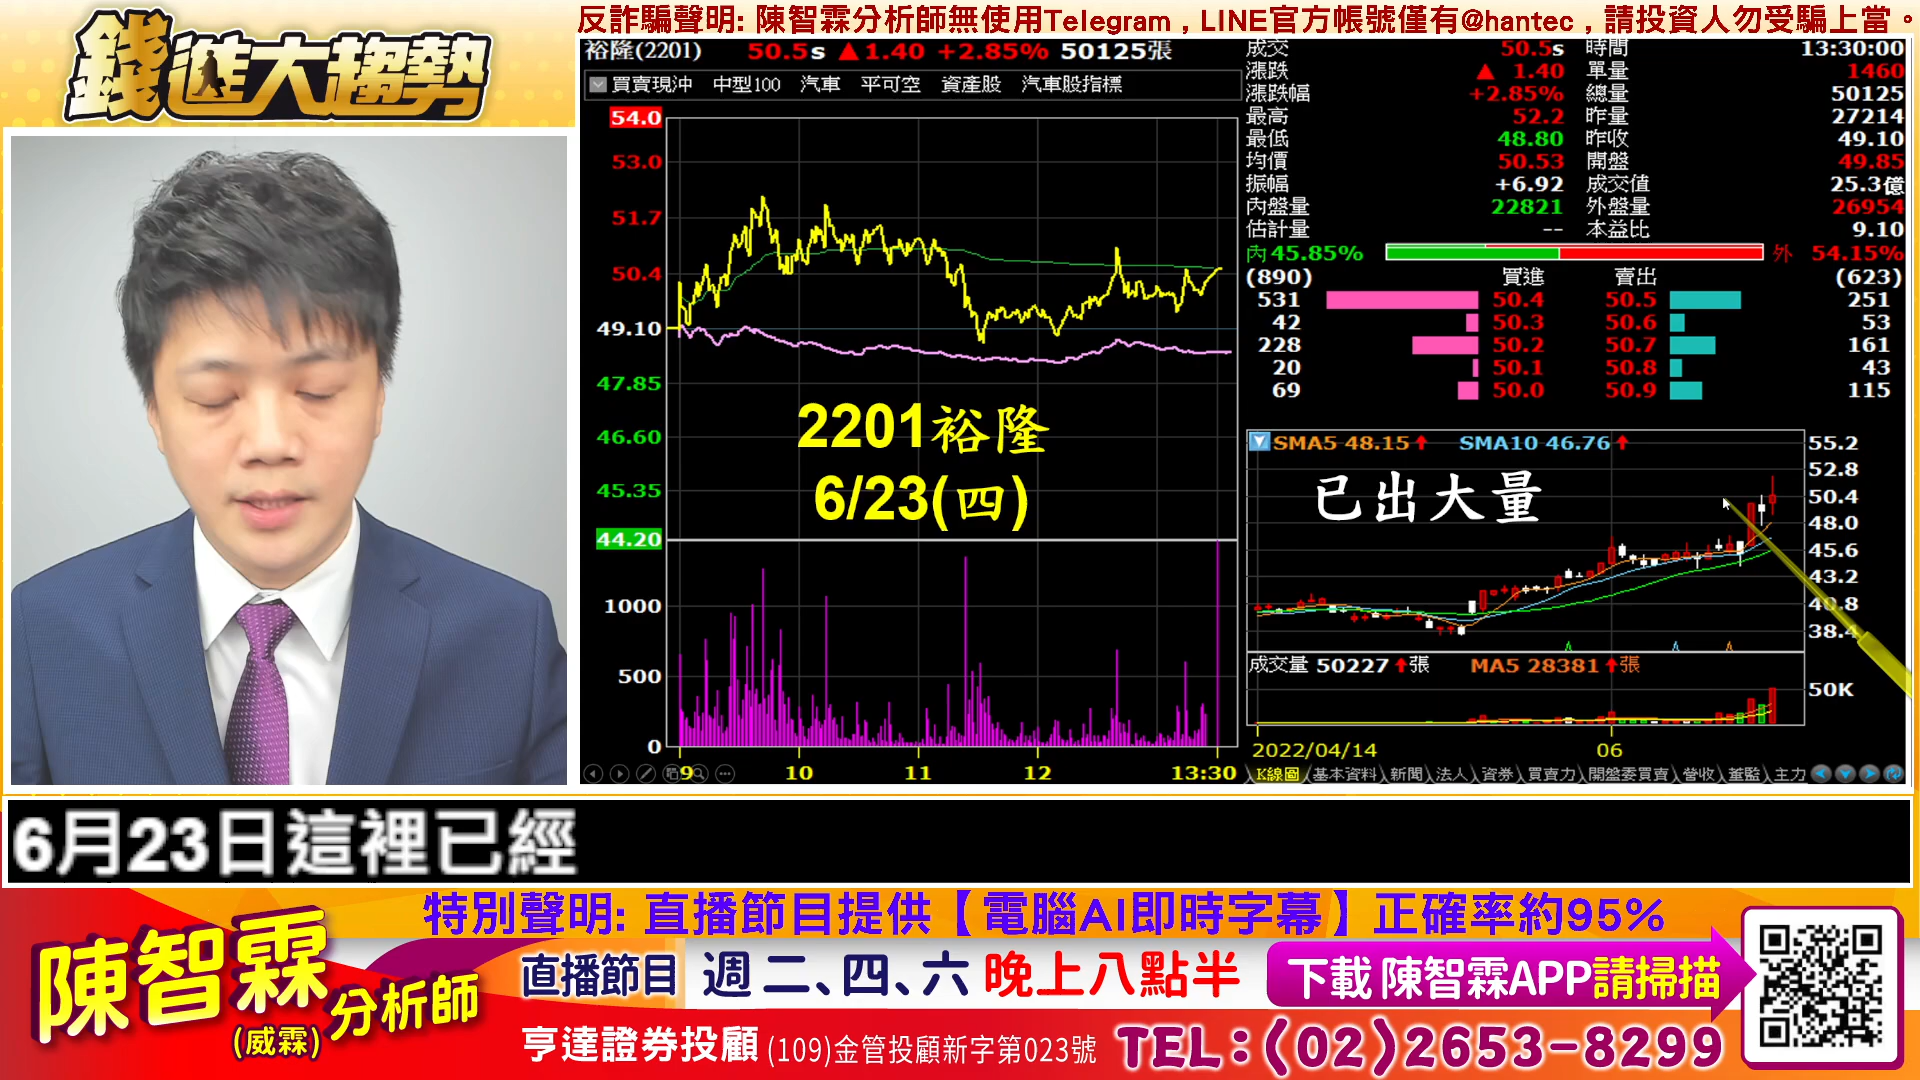 反詐騙聲明: 陳智霖分析師無使用Telegram , LINE官方帳號僅有@hantec , 請投資人勿受騙上當。
錢進大趨勢
裕隆(2201) 50.5s ▲1.40 +2.85% 50125張
買賣現沖 中型100 汽車 平可空 資產股 汽車股指標
54.0
53.0
51.7
50.4
49.10
47.85
46.60
45.35
44.20
1000
500
0
9 10 11 12 13:30
2201裕隆
6/23(四)
成交 50.5s 時間 13:30:00
漲跌 ▲ 1.40 單量 1460
漲跌幅 +2.85% 總量 50125
最高 52.2 昨量 27214
最低 48.80 昨收 49.10
均價 50.53 開盤 49.85
振幅 +6.92 成交值 25.3億
內盤量 22821 外盤量 26954
估計量 -- 本益比 9.10
內 45.85% 外 54.15%
(890) 買進 賣出 (623)
531 50.4 50.5 251
42 50.3 50.6 53
228 50.2 50.7 161
20 50.1 50.8 43
69 50.0 50.9 115
SMA5 48.15 SMA10 46.76
已出大量
55.2
52.8
50.4
48.0
45.6
43.2
40.8
38.4
成交量 50227 張 MA5 28381 張
50K
2022/04/14 06
K線圖 基本資料 新聞 法人 資券 買賣力 開盤委買賣 營收 董監 主力
6月23日這裡已經
特別聲明: 直播節目提供【電腦AI即時字幕】正確率約95%
陳智霖分析師
(威霖)
直播節目 週二、四、六 晚上八點半
下載 陳智霖APP請掃描
亨達證券投顧 (109)金管投顧新字第023號 TEL:(02)2653-8299